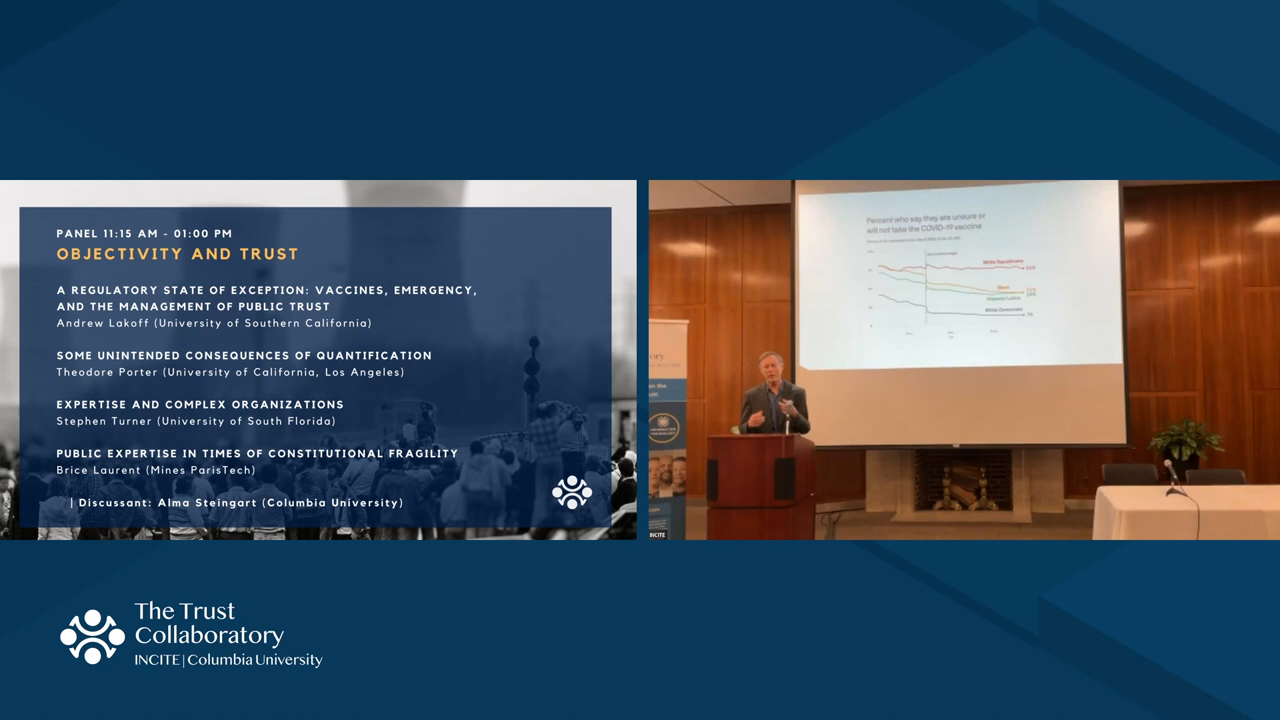 PANEL 11:15 AM - 01:00 PM
OBJECTIVITY AND TRUST
A REGULATORY STATE OF EXCEPTION: VACCINES, EMERGENCY,
AND THE MANAGEMENT OF PUBLIC TRUST
Andrew Lakoff (University of Southern California)
SOME UNINTENDED CONSEQUENCES OF QUANTIFICATION
Theodore Porter (University of California, Los Angeles)
EXPERTISE AND COMPLEX ORGANIZATIONS
Stephen Turner (University of South Florida)
PUBLIC EXPERTISE IN TIMES OF CONSTITUTIONAL FRAGILITY
Brice Laurent (Mines ParisTech)
| Discussant: Alma Steingart (Columbia University)
Percent who say they are unsure or
will not take the COVID-19 vaccine
White Republicans
Black
Hispanic/Latino
White Democrats
INCITE
The Trust
Collaboratory
INCITE | Columbia University